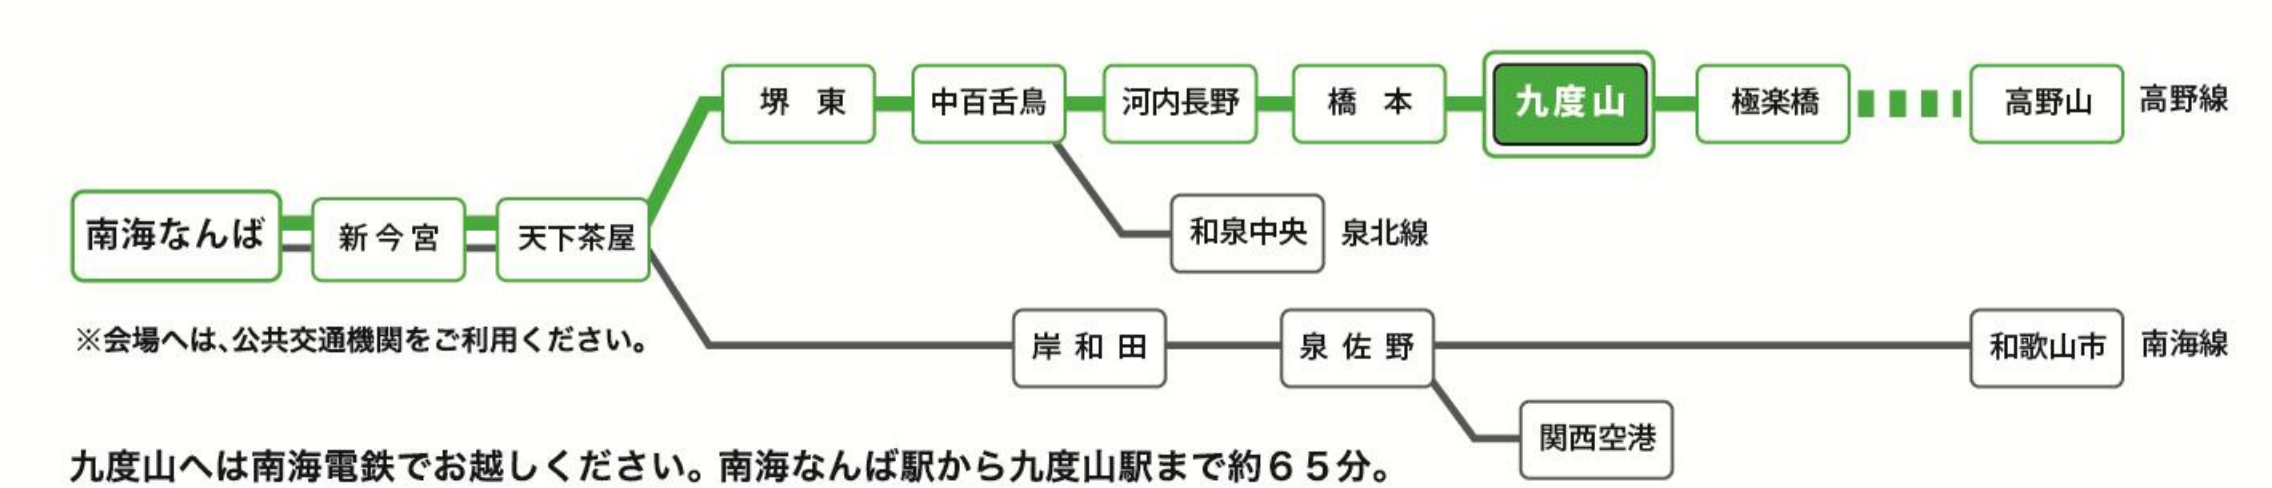 堺東
中百舌鳥
河内長野
橋本
九度山
極楽橋
高野山
高野線
南海なんば
新今宮
天下茶屋
和泉中央
泉北線
※会場へは、公共交通機関をご利用ください。
岸和田
泉佐野
和歌山市
南海線
関西空港
九度山へは南海電鉄でお越しください。南海なんば駅から九度山駅まで約６５分。